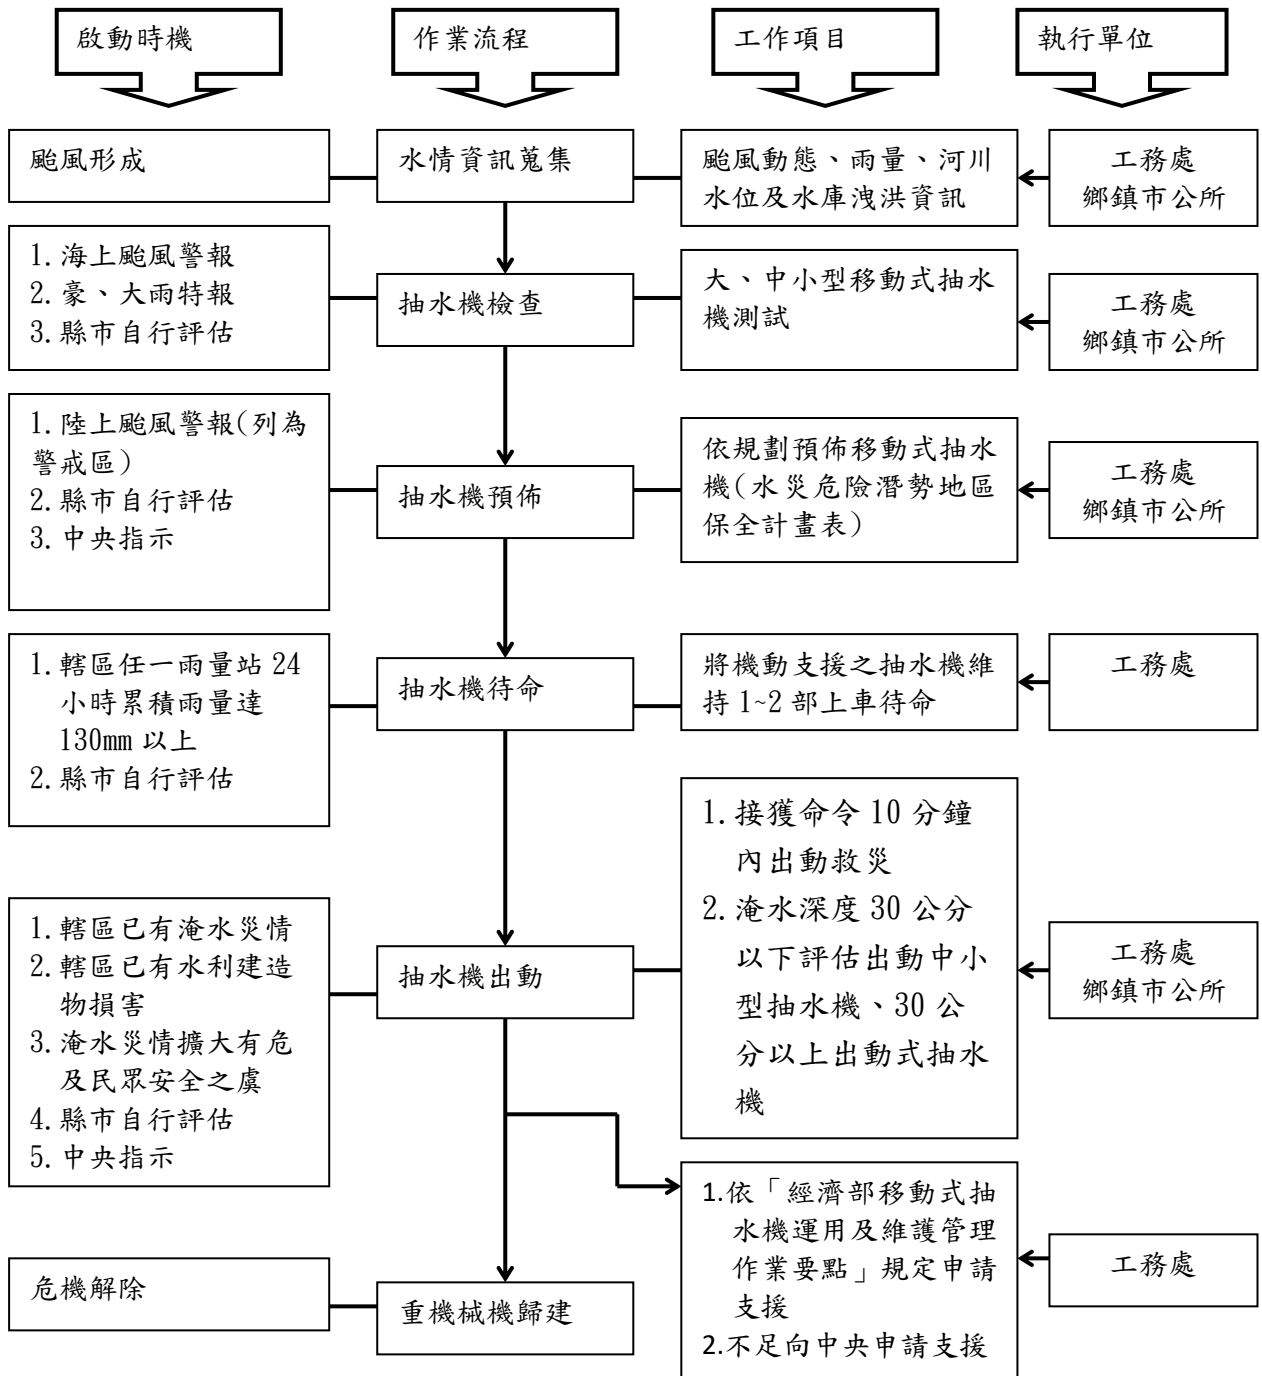 啟動時機
作業流程
工作項目
執行單位
颱風形成
水情資訊蒐集
颱風動態、雨量、河川
水位及水庫洩洪資訊
工務處
鄉鎮市公所
1.海上颱風警報
2.豪、大雨特報
3.縣市自行評估
抽水機檢查
大、中小型移動式抽水
機測試
工務處
鄉鎮市公所
1.陸上颱風警報(列為
警戒區)
2.縣市自行評估
3.中央指示
抽水機預佈
依規劃預佈移動式抽水
機(水災危險潛勢地區
保全計畫表)
工務處
鄉鎮市公所
1.轄區任一雨量站 24
小時累積雨量達
130mm 以上
2.縣市自行評估
抽水機待命
將機動支援之抽水機維
持 1~2 部上車待命
工務處
1.轄區已有淹水災情
2.轄區已有水利建造
物損害
3.淹水災情擴大有危
及民眾安全之虞
4.縣市自行評估
5.中央指示
抽水機出動
1.接獲命令 10 分鐘
內出動救災
2.淹水深度 30 公分
以下評估出動中小
型抽水機、30 公
分以上出動式抽水
機
工務處
鄉鎮市公所
危機解除
重機械機歸建
1.依「經濟部移動式抽
水機運用及維護管理
作業要點」規定申請
支援
2.不足向中央申請支援
工務處